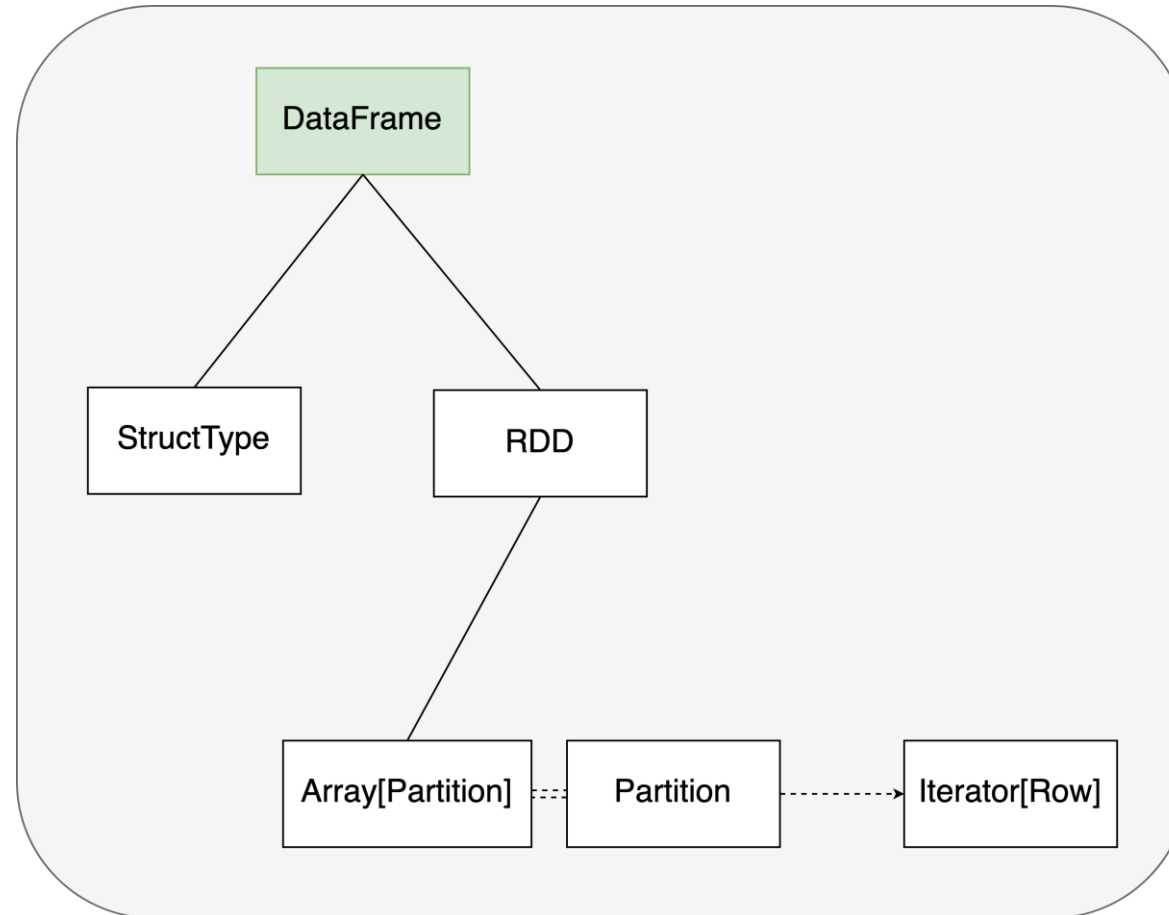 DataFrame
StructType
RDD
Array[Partition]
Partition
Iterator[Row]